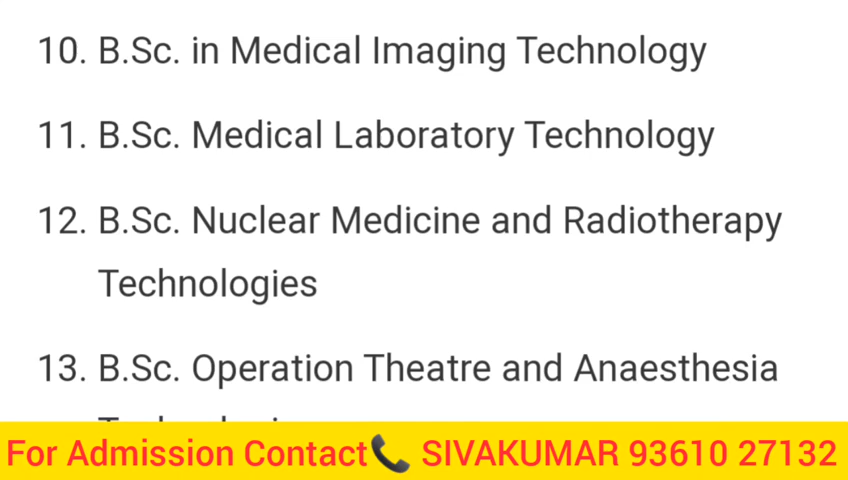 10. B.Sc. in Medical Imaging Technology
11. B.Sc. Medical Laboratory Technology
12. B.Sc. Nuclear Medicine and Radiotherapy
Technologies
13. B.Sc. Operation Theatre and Anaesthesia
For Admission Contact📞 SIVAKUMAR 93610 27132